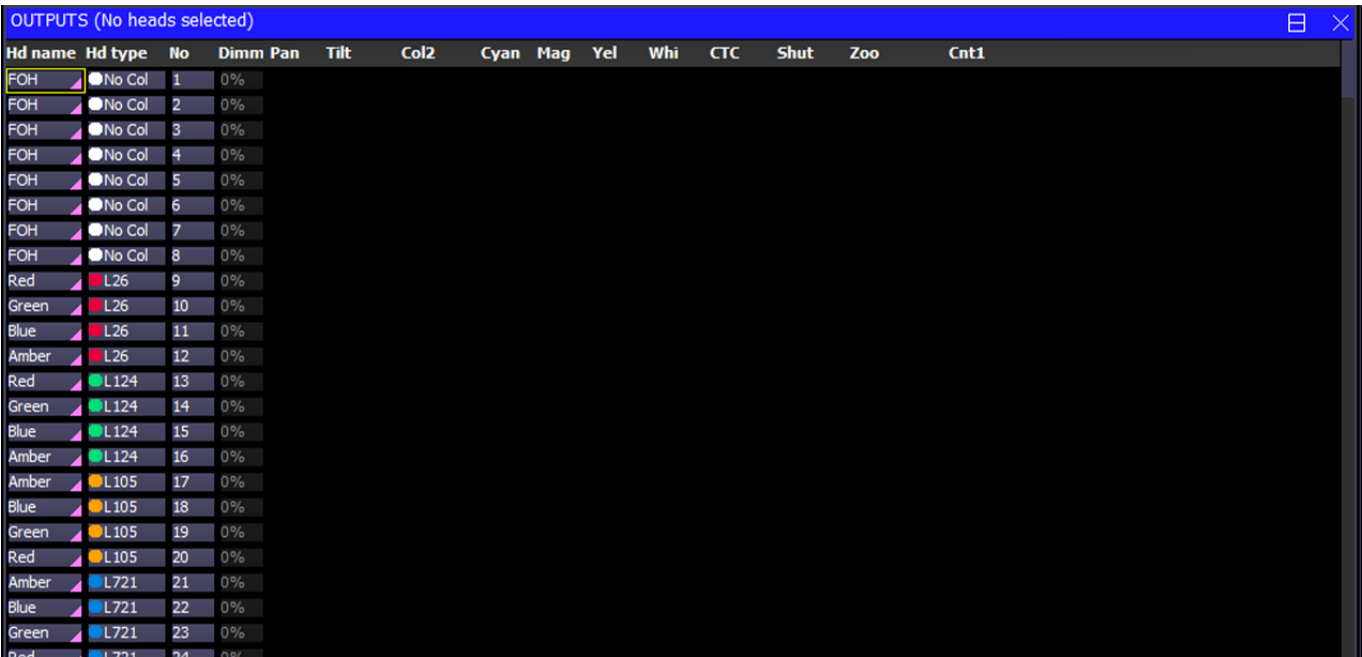 OUTPUTS (No heads selected)
Hd name Hd type No Dimm Pan Tilt Col2 Cyan Mag Yel Whi CTC Shut Zoo Cnt1
FOH No Col 1 0%
FOH No Col 2 0%
FOH No Col 3 0%
FOH No Col 4 0%
FOH No Col 5 0%
FOH No Col 6 0%
FOH No Col 7 0%
FOH No Col 8 0%
Red L26 9 0%
Green L26 10 0%
Blue L26 11 0%
Amber L26 12 0%
Red L124 13 0%
Green L124 14 0%
Blue L124 15 0%
Amber L124 16 0%
Amber L105 17 0%
Blue L105 18 0%
Green L105 19 0%
Red L105 20 0%
Amber L721 21 0%
Blue L721 22 0%
Green L721 23 0%
Red L721 24 0%